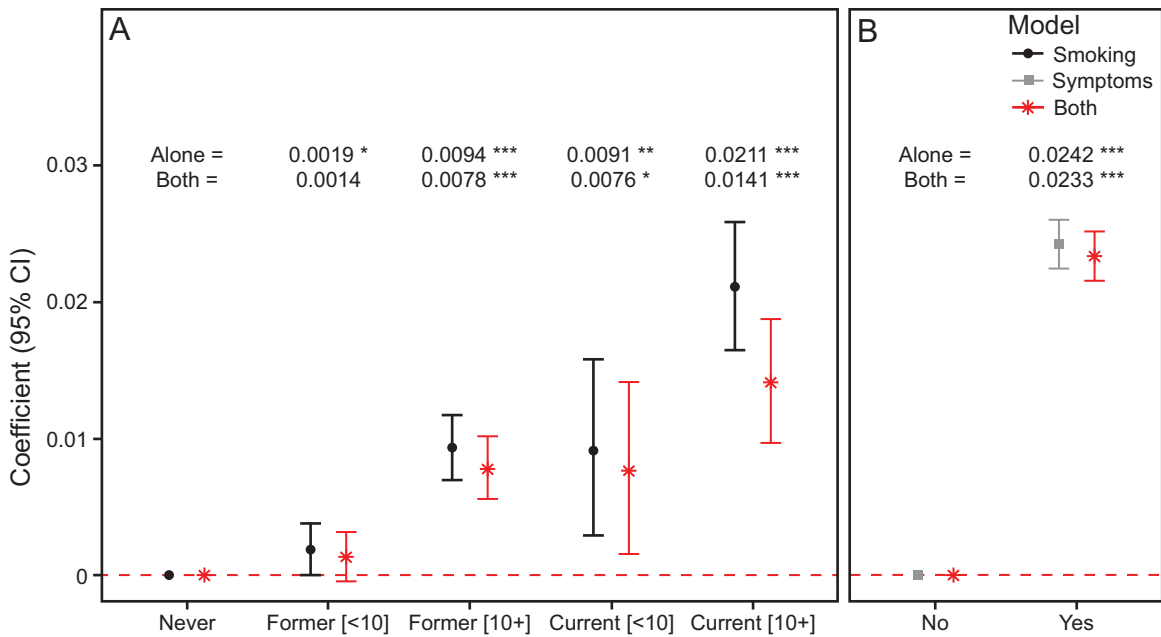 A
B
Model
Smoking
Symptoms
Both
Alone = 0.0019 * 0.0094 *** 0.0091 ** 0.0211 ***
Both = 0.0014 0.0078 *** 0.0076 * 0.0141 ***
Alone = 0.0242 ***
Both = 0.0233 ***
Coefficient (95% CI)
0.03
0.02
0.01
0
Never Former [<10] Former [10+] Current [<10] Current [10+]
No Yes